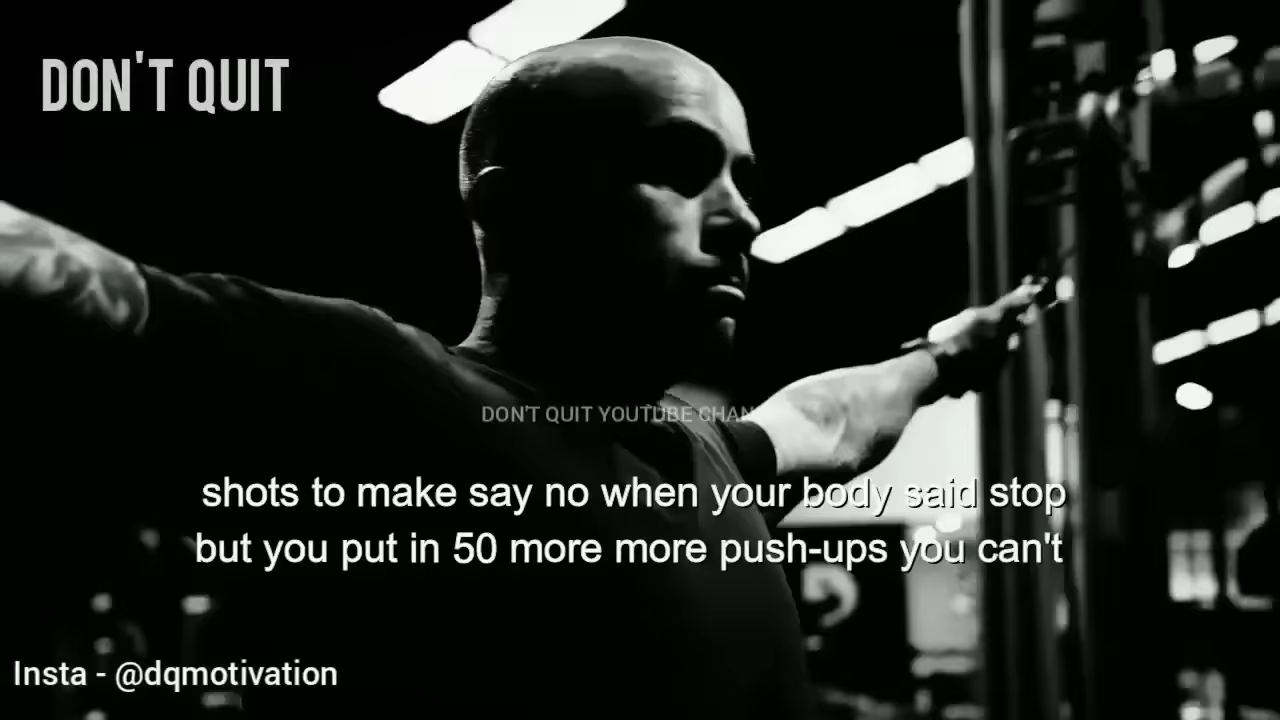 DON'T QUIT
DON'T QUIT YOUTUBE CHAN
shots to make say no when your body said stop
but you put in 50 more more push-ups you can't
Insta - @dqmotivation